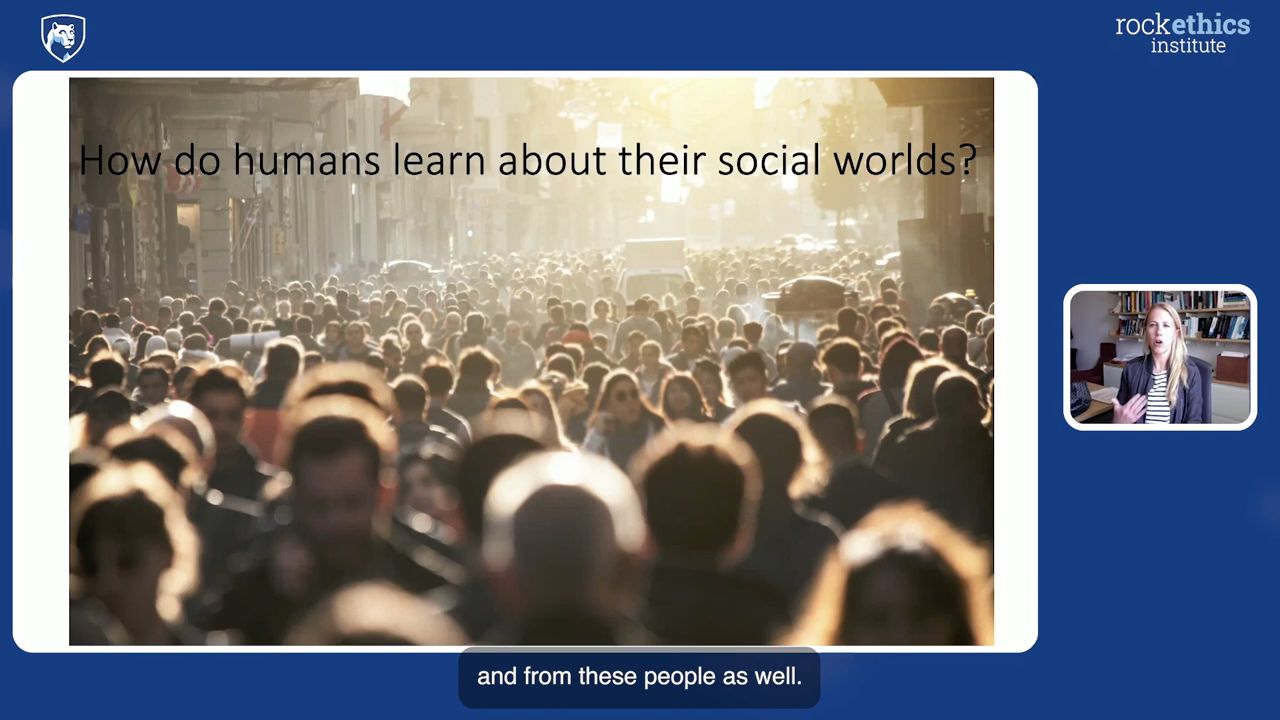 rockethics
institute
How do humans learn about their social worlds?
and from these people as well.